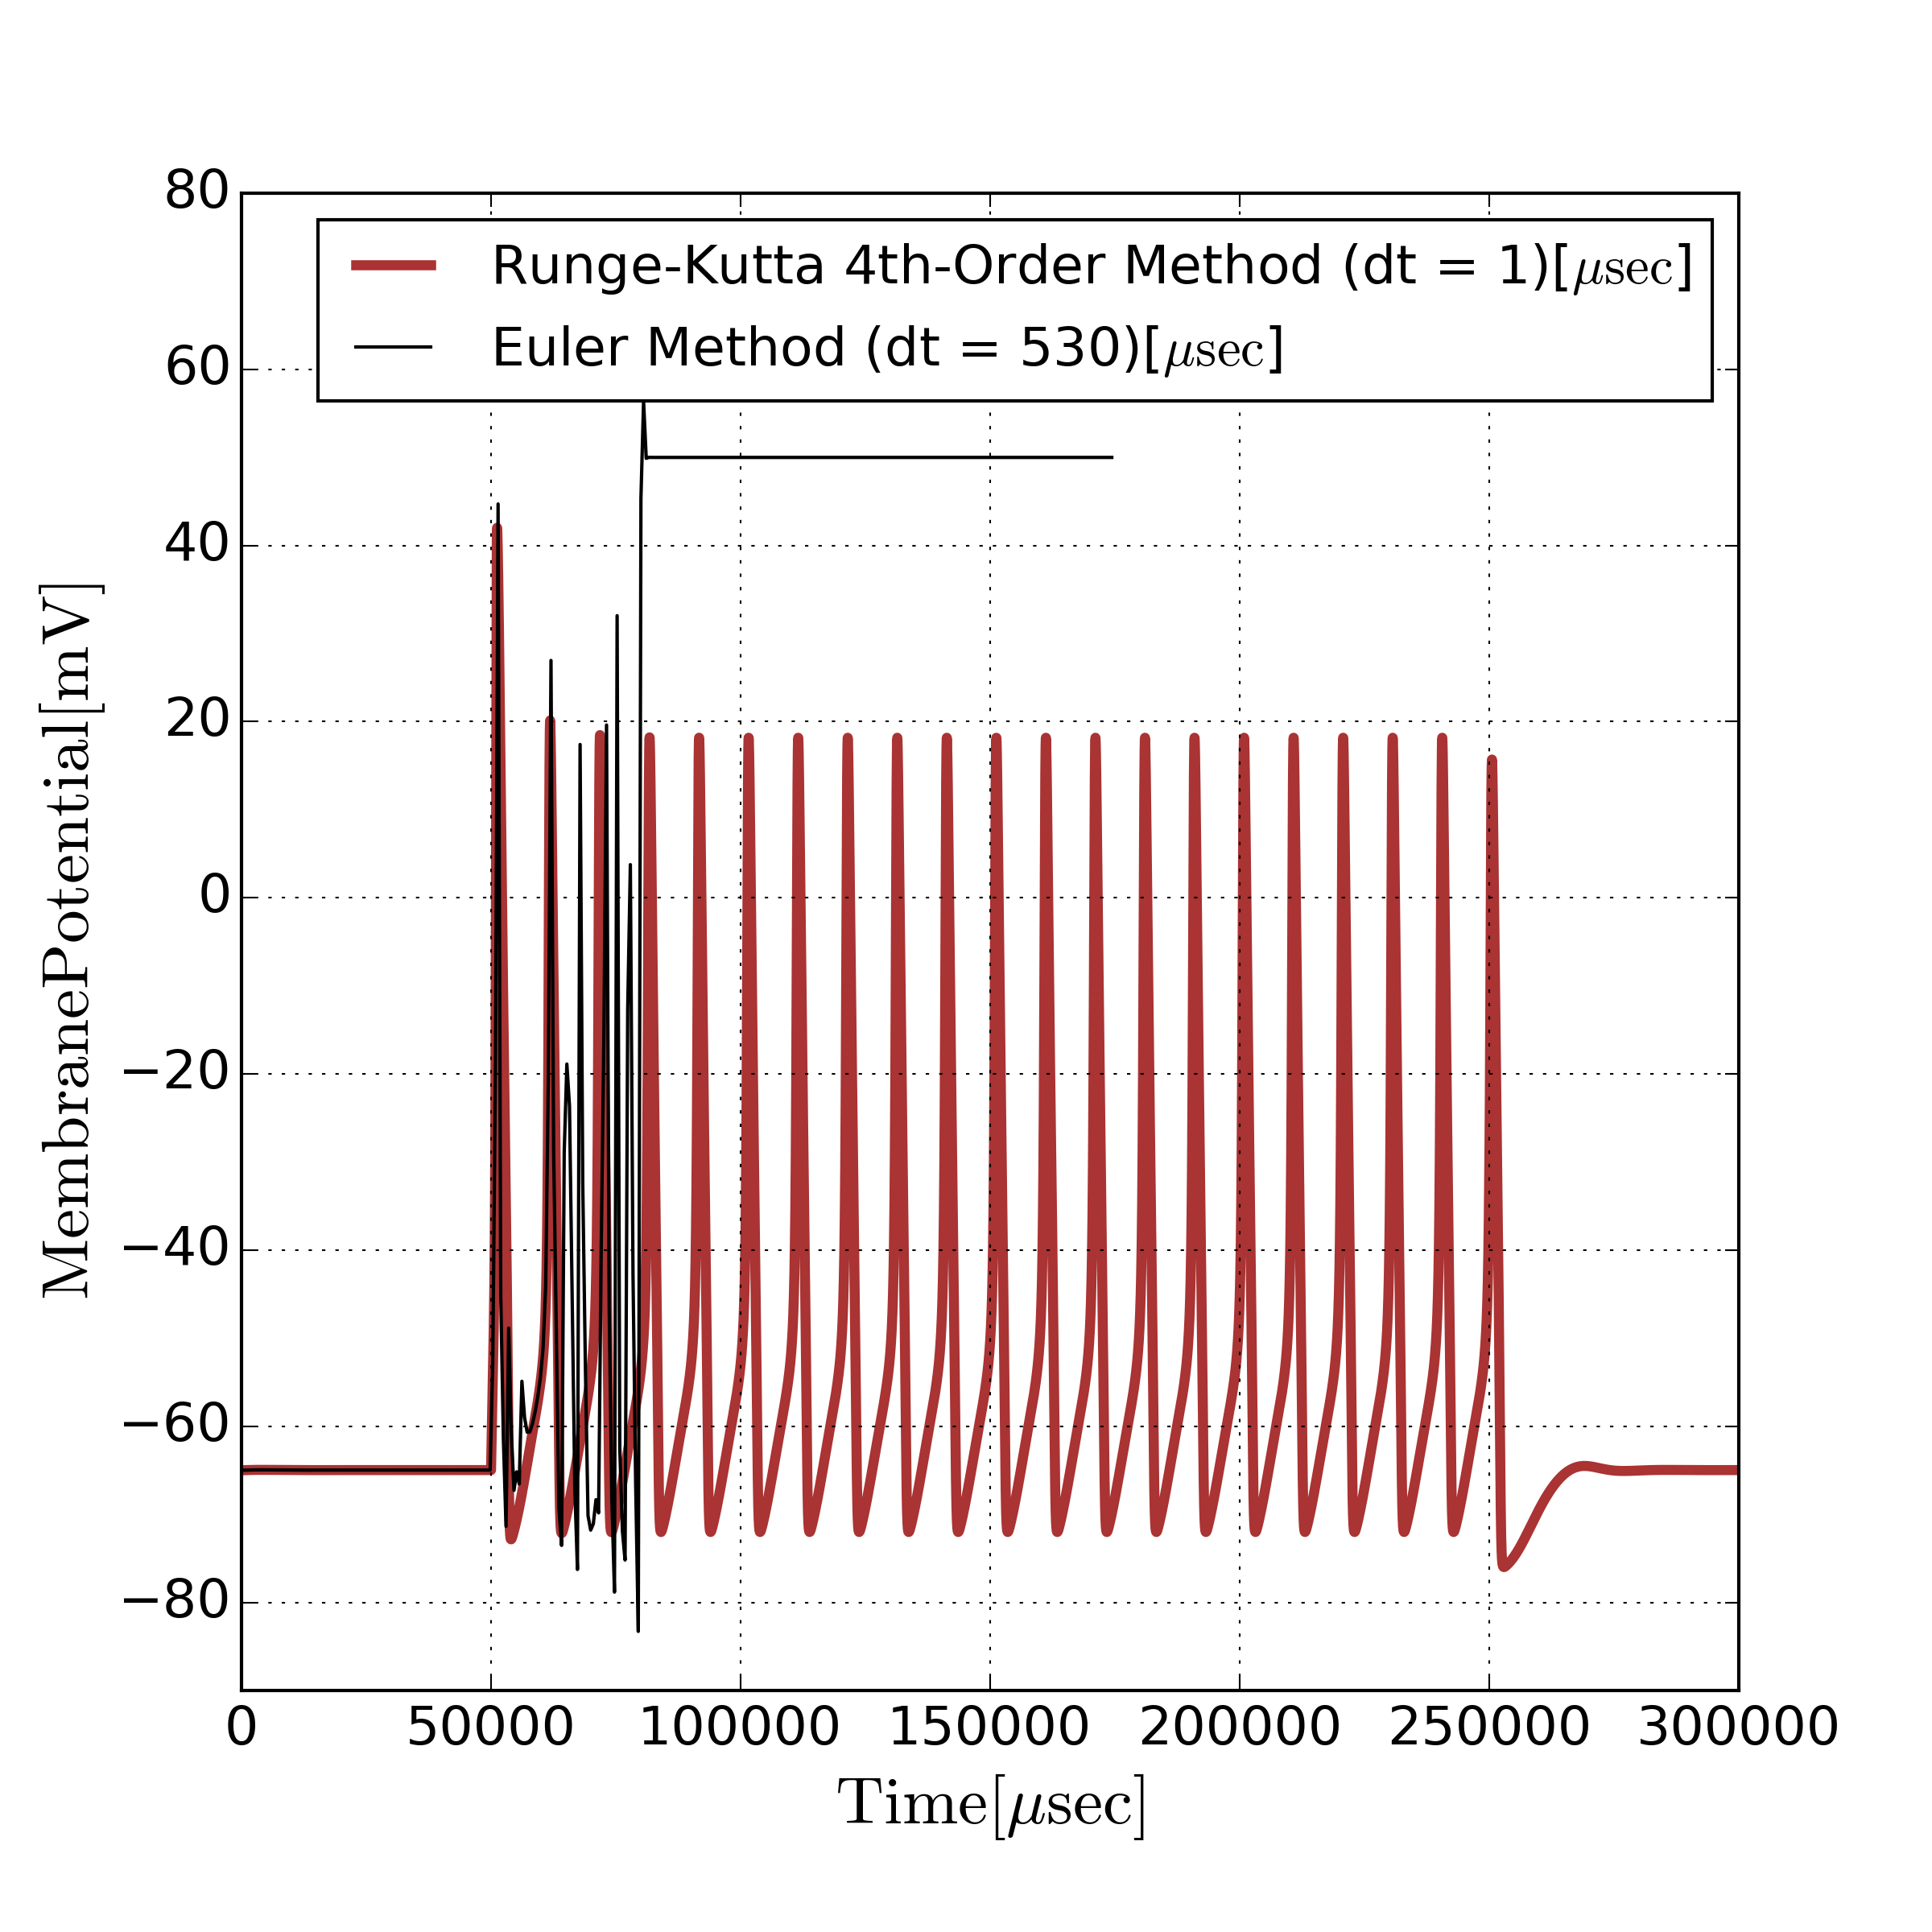 80
Runge-Kutta 4th-Order Method (dt = 1)[μsec]
Euler Method (dt = 530)[μsec]
60
40
20
0
−20
−40
−60
−80
MembranePotential[mV]
0 50000 100000 150000 200000 250000 300000
Time[μsec]